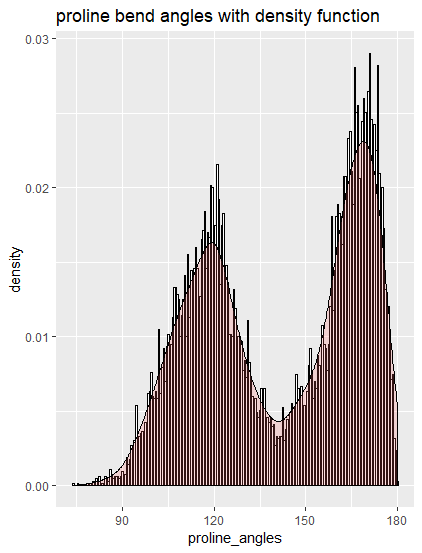 proline bend angles with density function
0.03
0.02
0.01
0.00
density
90 120 150 180
proline_angles